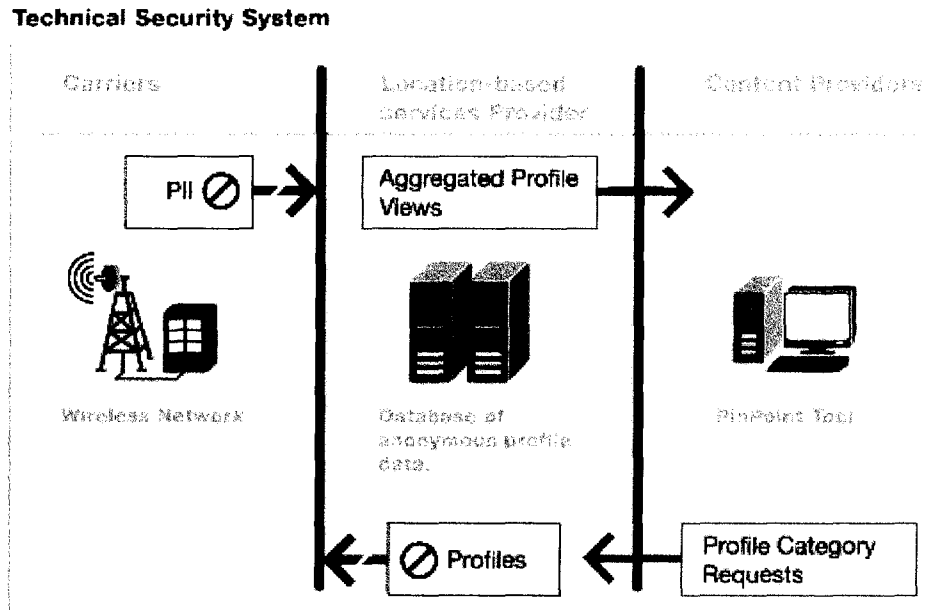 Technical Security System
Carriers
Location-based
services Provider
Content Providers
PII
Aggregated Profile
Views
Wireless Network
Database of
anonymous profile
data.
PinPoint Tool
Profiles
Profile Category
Requests